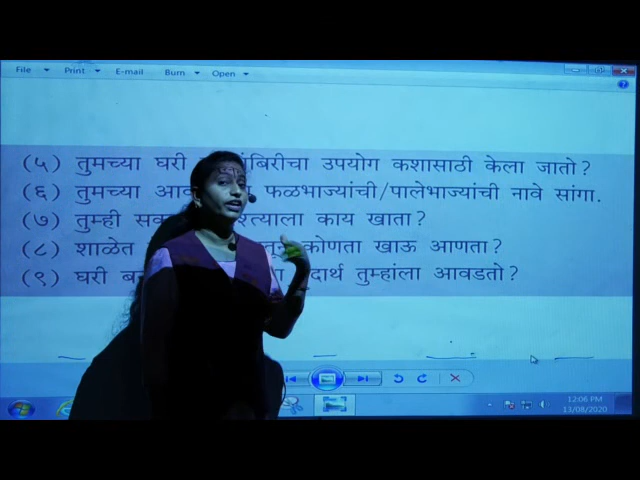 File Print E-mail Burn Open
(५) तुमच्या घरी उपयोग कशासाठी केला जातो?
(६) तुमच्या फळभाज्यांची/पालेभाज्यांची नावे सांगा.
(७) तुम्ही काय खाता?
(८) शाळेत कोणता खाऊ आणता?
(९) घरी तुम्हांला आवडतो?
12:06 PM
13/08/2020